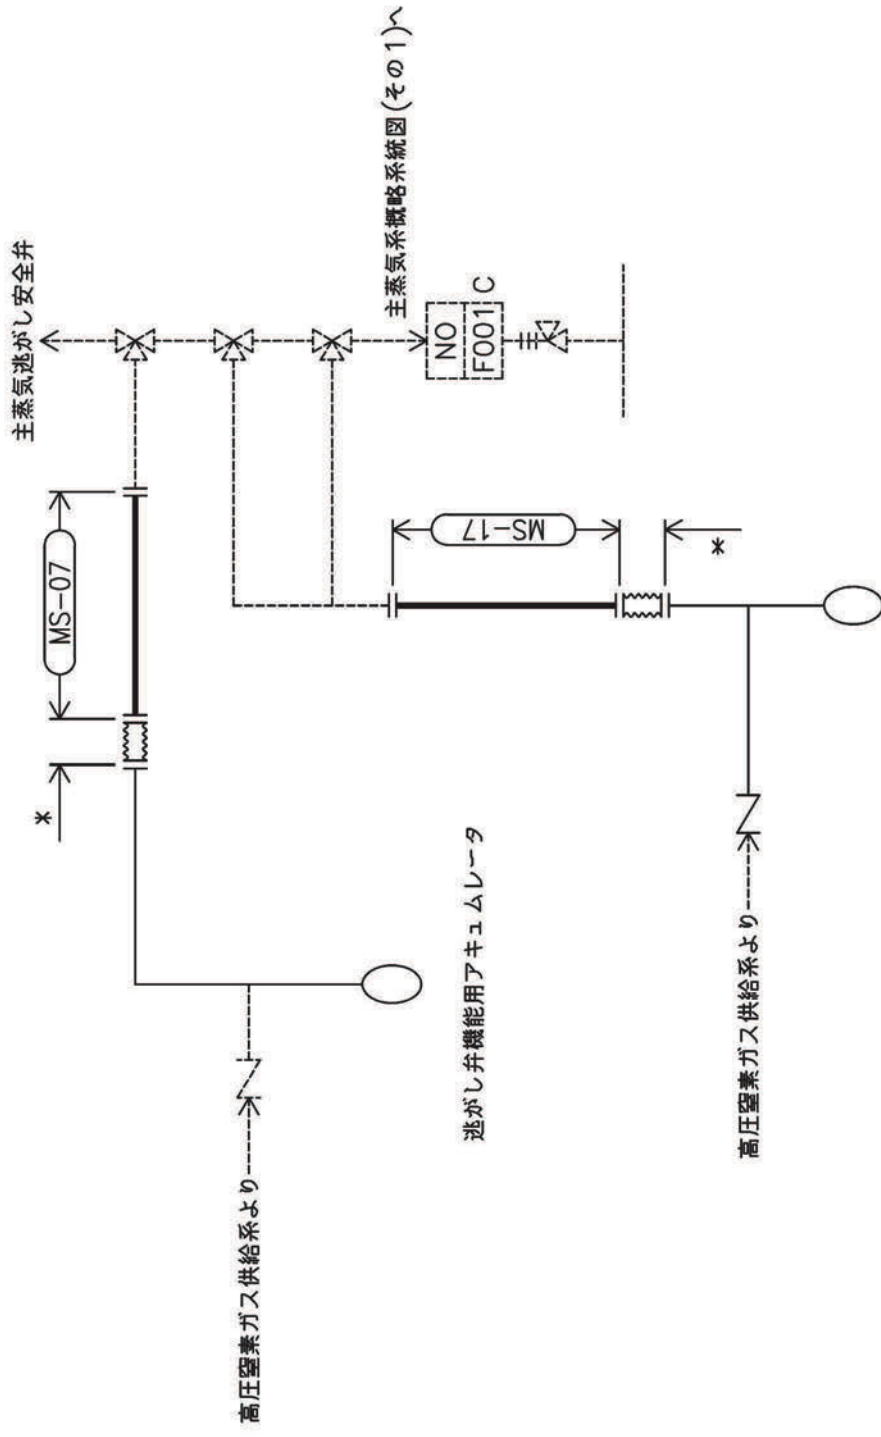 主蒸気逃がし安全弁
MS-07
*
主蒸気系概略系統図(その1)へ
NO
F001 C
MS-17
*
高圧窒素ガス供給系より
逃がし弁機能用アキュムレータ
高圧窒素ガス供給系より